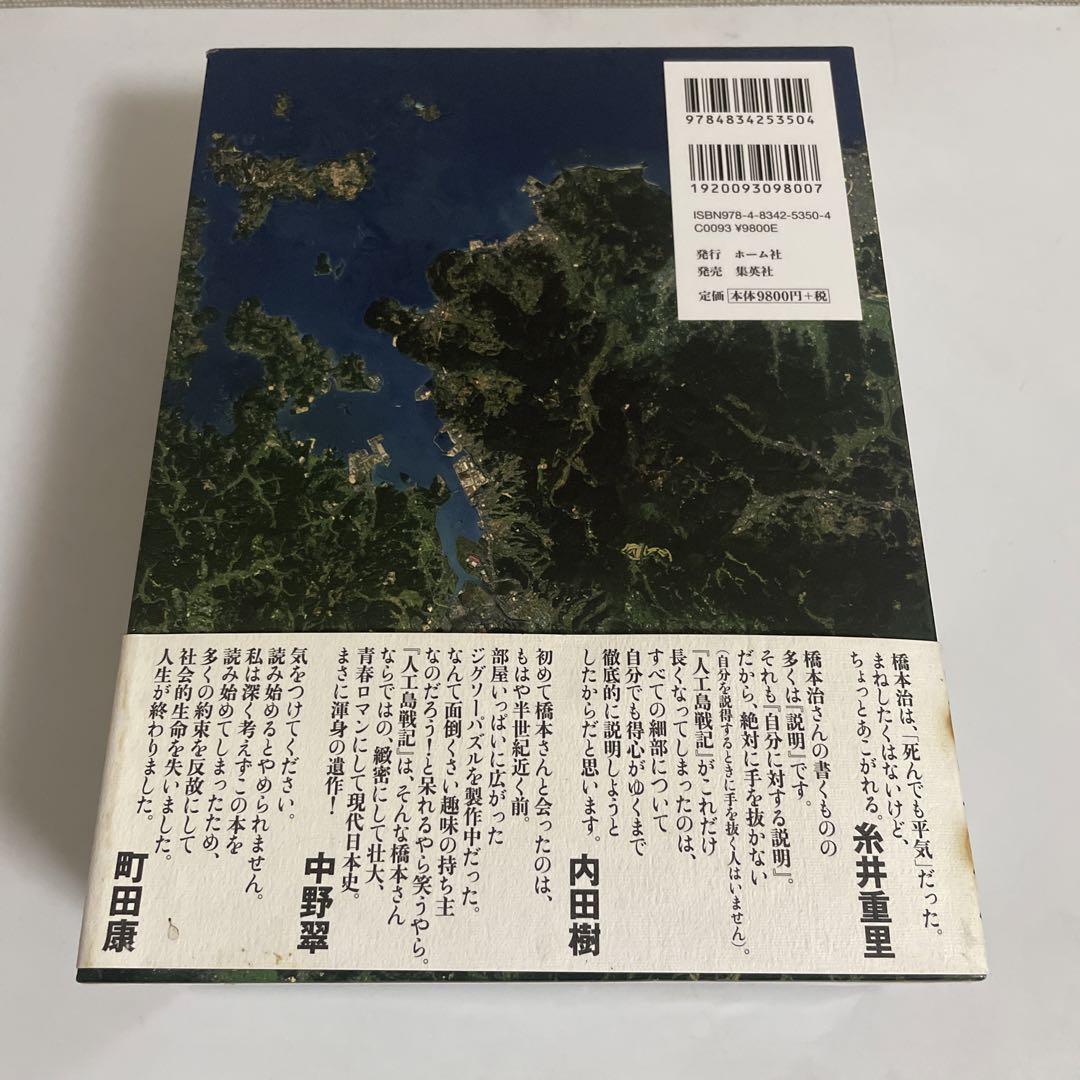 9784834253504
1920093098007
ISBN978-4-8342-5350-4
C0093 ¥9800E
発行 ホーム社
発売 集英社
定価 本体9800円+税
橋本治は、「死んでも平気」だった。
まねしたくはないけど、
ちょっとあこがれる。
糸井重里
橋本治さんの書くものの
多くは『説明』です。
それも『自分に対する説明』。
だから、絶対に手を抜かない
(自分を説得するときに手を抜く人はいません)。
『人工島戦記』がこれだけ
長くなってしまったのは、
すべての細部について
自分でも得心がゆくまで
徹底的に説明しようと
したからだと思います。
内田樹
初めて橋本さんと会ったのは、
もはや半世紀近く前。
部屋いっぱいに広がった
ジグソーパズルを製作中だった。
なんて面倒くさい趣味の持ち主
なのだろう!と呆れるやら笑うやら。
『人工島戦記』は、そんな橋本さん
ならではの、緻密にして壮大、
青春ロマンにして現代日本史。
まさに渾身の遺作!
中野翠
気をつけてください。
読み始めるとやめられません。
私は深く考えずこの本を
読み始めてしまったため、
多くの約束を反故にして
社会的生命を失いました。
人生が終わりました。
町田康